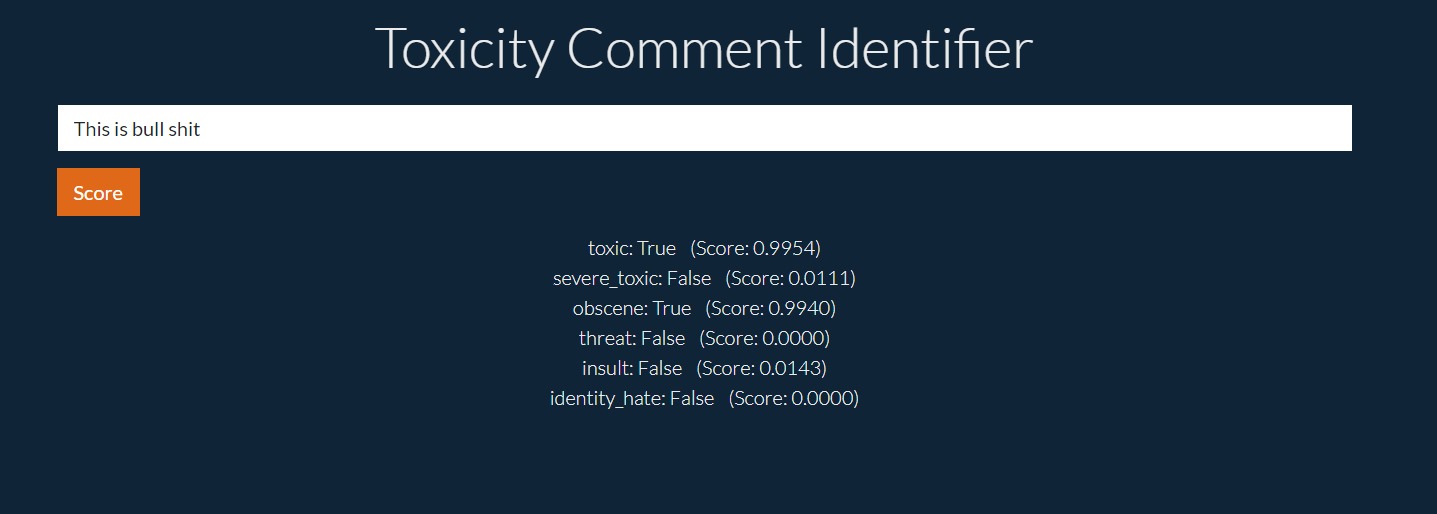 Toxicity Comment Identifier
This is bull shit
Score
toxic: True (Score: 0.9954)
severe_toxic: False (Score: 0.0111)
obscene: True (Score: 0.9940)
threat: False (Score: 0.0000)
insult: False (Score: 0.0143)
identity_hate: False (Score: 0.0000)